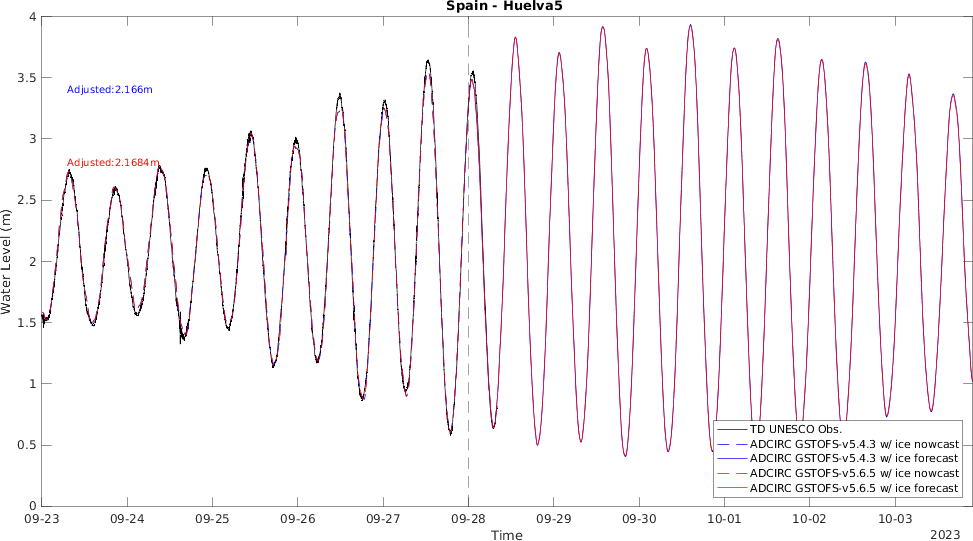 Spain - Huelva5
Adjusted:2.166m
Adjusted:2.1684m
Water Level (m)
4
3.5
3
2.5
2
1.5
1
0.5
0
09-23
09-24
09-25
09-26
09-27
09-28
09-29
09-30
10-01
10-02
10-03
Time
2023
TD UNESCO Obs.
ADCIRC GSTOFS-v5.4.3 w/ ice nowcast
ADCIRC GSTOFS-v5.4.3 w/ ice forecast
ADCIRC GSTOFS-v5.6.5 w/ ice nowcast
ADCIRC GSTOFS-v5.6.5 w/ ice forecast